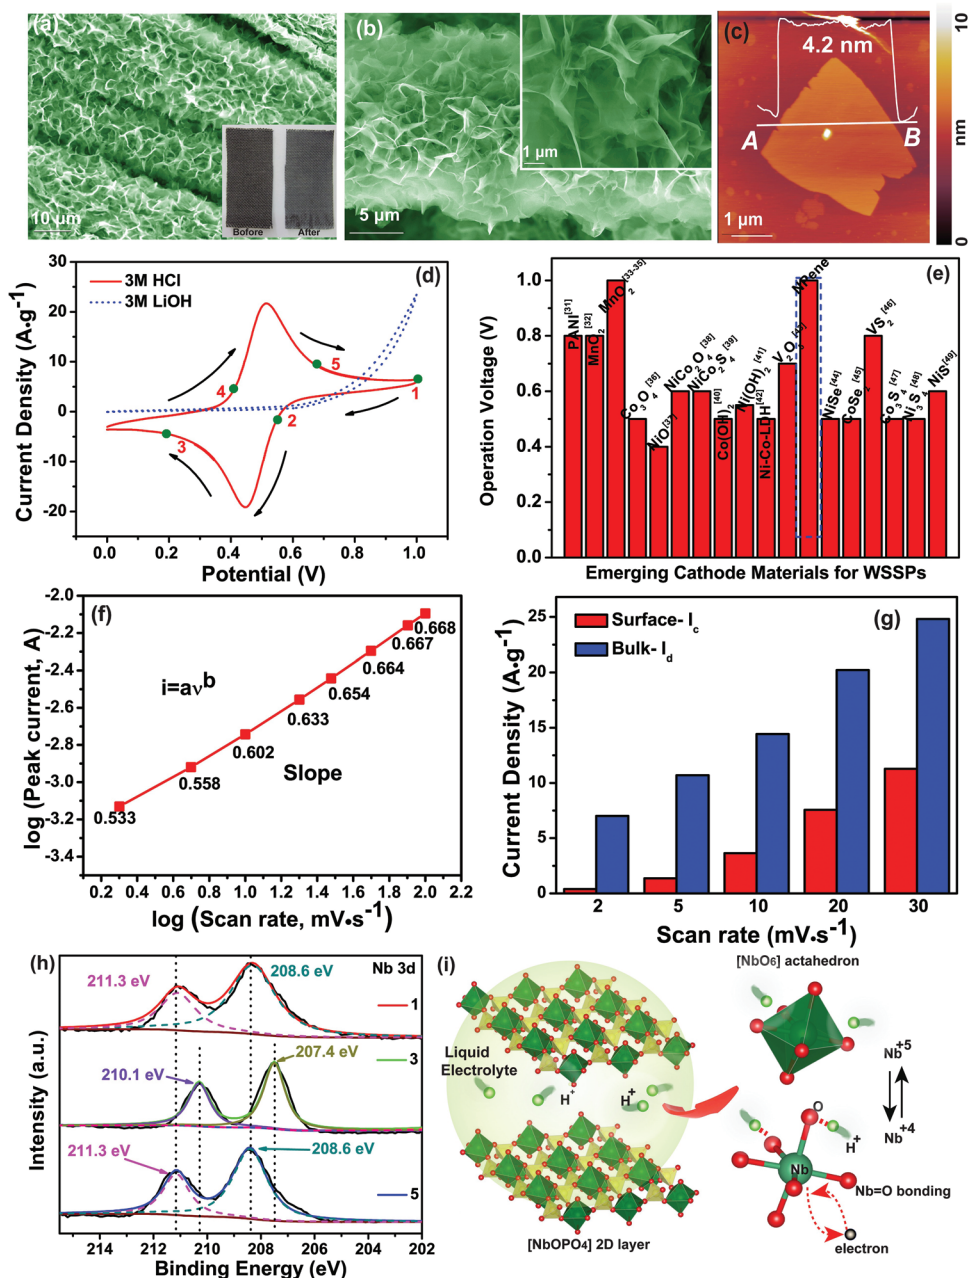 (a)
10 μm
Bofore
After
(b)
5 μm
1 μm
(c)
4.2 nm
A
B
1 μm
10
nm
0
(d)
3M HCl
3M LiOH
30
20
10
0
-10
-20
0.0
0.2
0.4
0.6
0.8
1.0
1
2
3
4
5
Current Density (A·g⁻¹)
Potential (V)
(e)
1.0
0.8
0.6
0.4
0.2
0.0
Operation Voltage (V)
PANI[31]
MnO2[32]
MnO2[33-35]
Co3O4[36]
NiO[37]
NiCo2O4[38]
NiCo2S4[39]
Co(OH)2[40]
Ni(OH)2[41]
Ni-Co-LDH[42]
NRene
NiSe[44]
CoSe2[45]
VS2[46]
Co3S4[47]
Ni3S4[48]
NiS[49]
Emerging Cathode Materials for WSSPs
(f)
-2.0
-2.2
-2.4
-2.6
-2.8
-3.0
-3.2
-3.4
log (Peak current, A)
i=aνᵇ
Slope
0.533
0.558
0.602
0.633
0.654
0.664
0.667
0.668
0.2 0.4 0.6 0.8 1.0 1.2 1.4 1.6 1.8 2.0 2.2
log (Scan rate, mV·s⁻¹)
(g)
Surface- Ic
Bulk- Id
25
20
15
10
5
0
Current Density (A·g⁻¹)
2 5 10 20 30
Scan rate (mV·s⁻¹)
(h)
Nb 3d
211.3 eV
208.6 eV
1
210.1 eV
207.4 eV
3
211.3 eV
208.6 eV
5
Intensity (a.u.)
214 212 210 208 206 204 202
Binding Energy (eV)
(i)
[NbO6] actahedron
Liquid
Electrolyte
H+
H+
Nb+5
Nb+4
O
H+
Nb
Nb=O bonding
electron
[NbOPO4] 2D layer